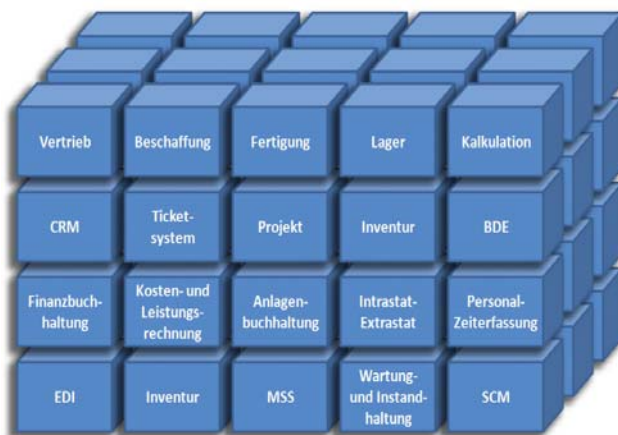 Vertrieb
Beschaffung
Fertigung
Lager
Kalkulation
CRM
Ticket-
system
Projekt
Inventur
BDE
Finanzbuch-
haltung
Kosten- und
Leistungs-
rechnung
Anlagen-
buchhaltung
Intrastat-
Extrastat
Personal-
Zeiterfassung
EDI
Inventur
MSS
Wartung-
und Instand-
haltung
SCM